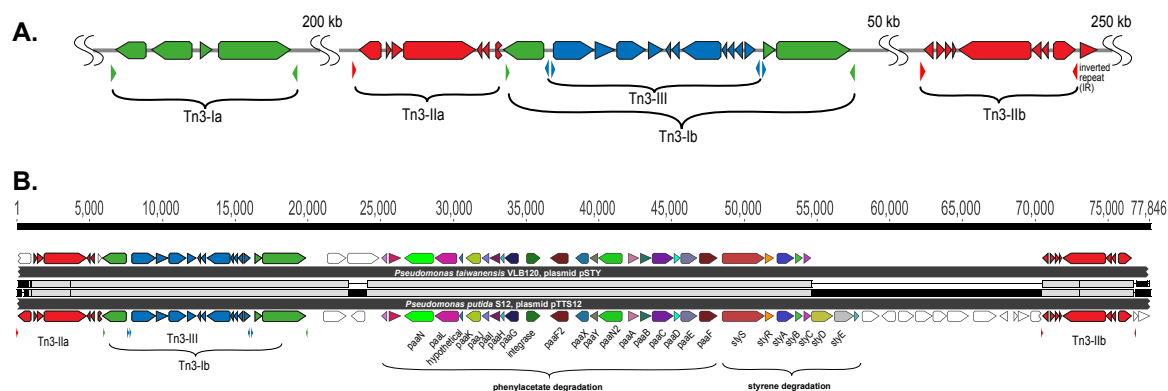 A.
200 kb
50 kb
250 kb
inverted
repeat
(IR)
Tn3-Ia
Tn3-IIa
Tn3-III
Tn3-Ib
Tn3-IIb
B.
1 5,000 10,000 15,000 20,000 25,000 30,000 35,000 40,000 45,000 50,000 55,000 60,000 65,000 70,000 75,000 77,846
Pseudomonas taiwanensis VLB120, plasmid pSTY
Pseudomonas putida S12, plasmid pTTS12
Tn3-IIa
Tn3-III
Tn3-Ib
Tn3-IIb
paaN
paaL
hypothetical
paaK
paaJ
paaI
paaH
paaG
integrase
paaF2
paaX
paaY
paaN2
paaA
paaB
paaC
paaD
paaE
paaF
styS
styR
styA
styB
styC
styD
styE
phenylacetate degradation
styrene degradation